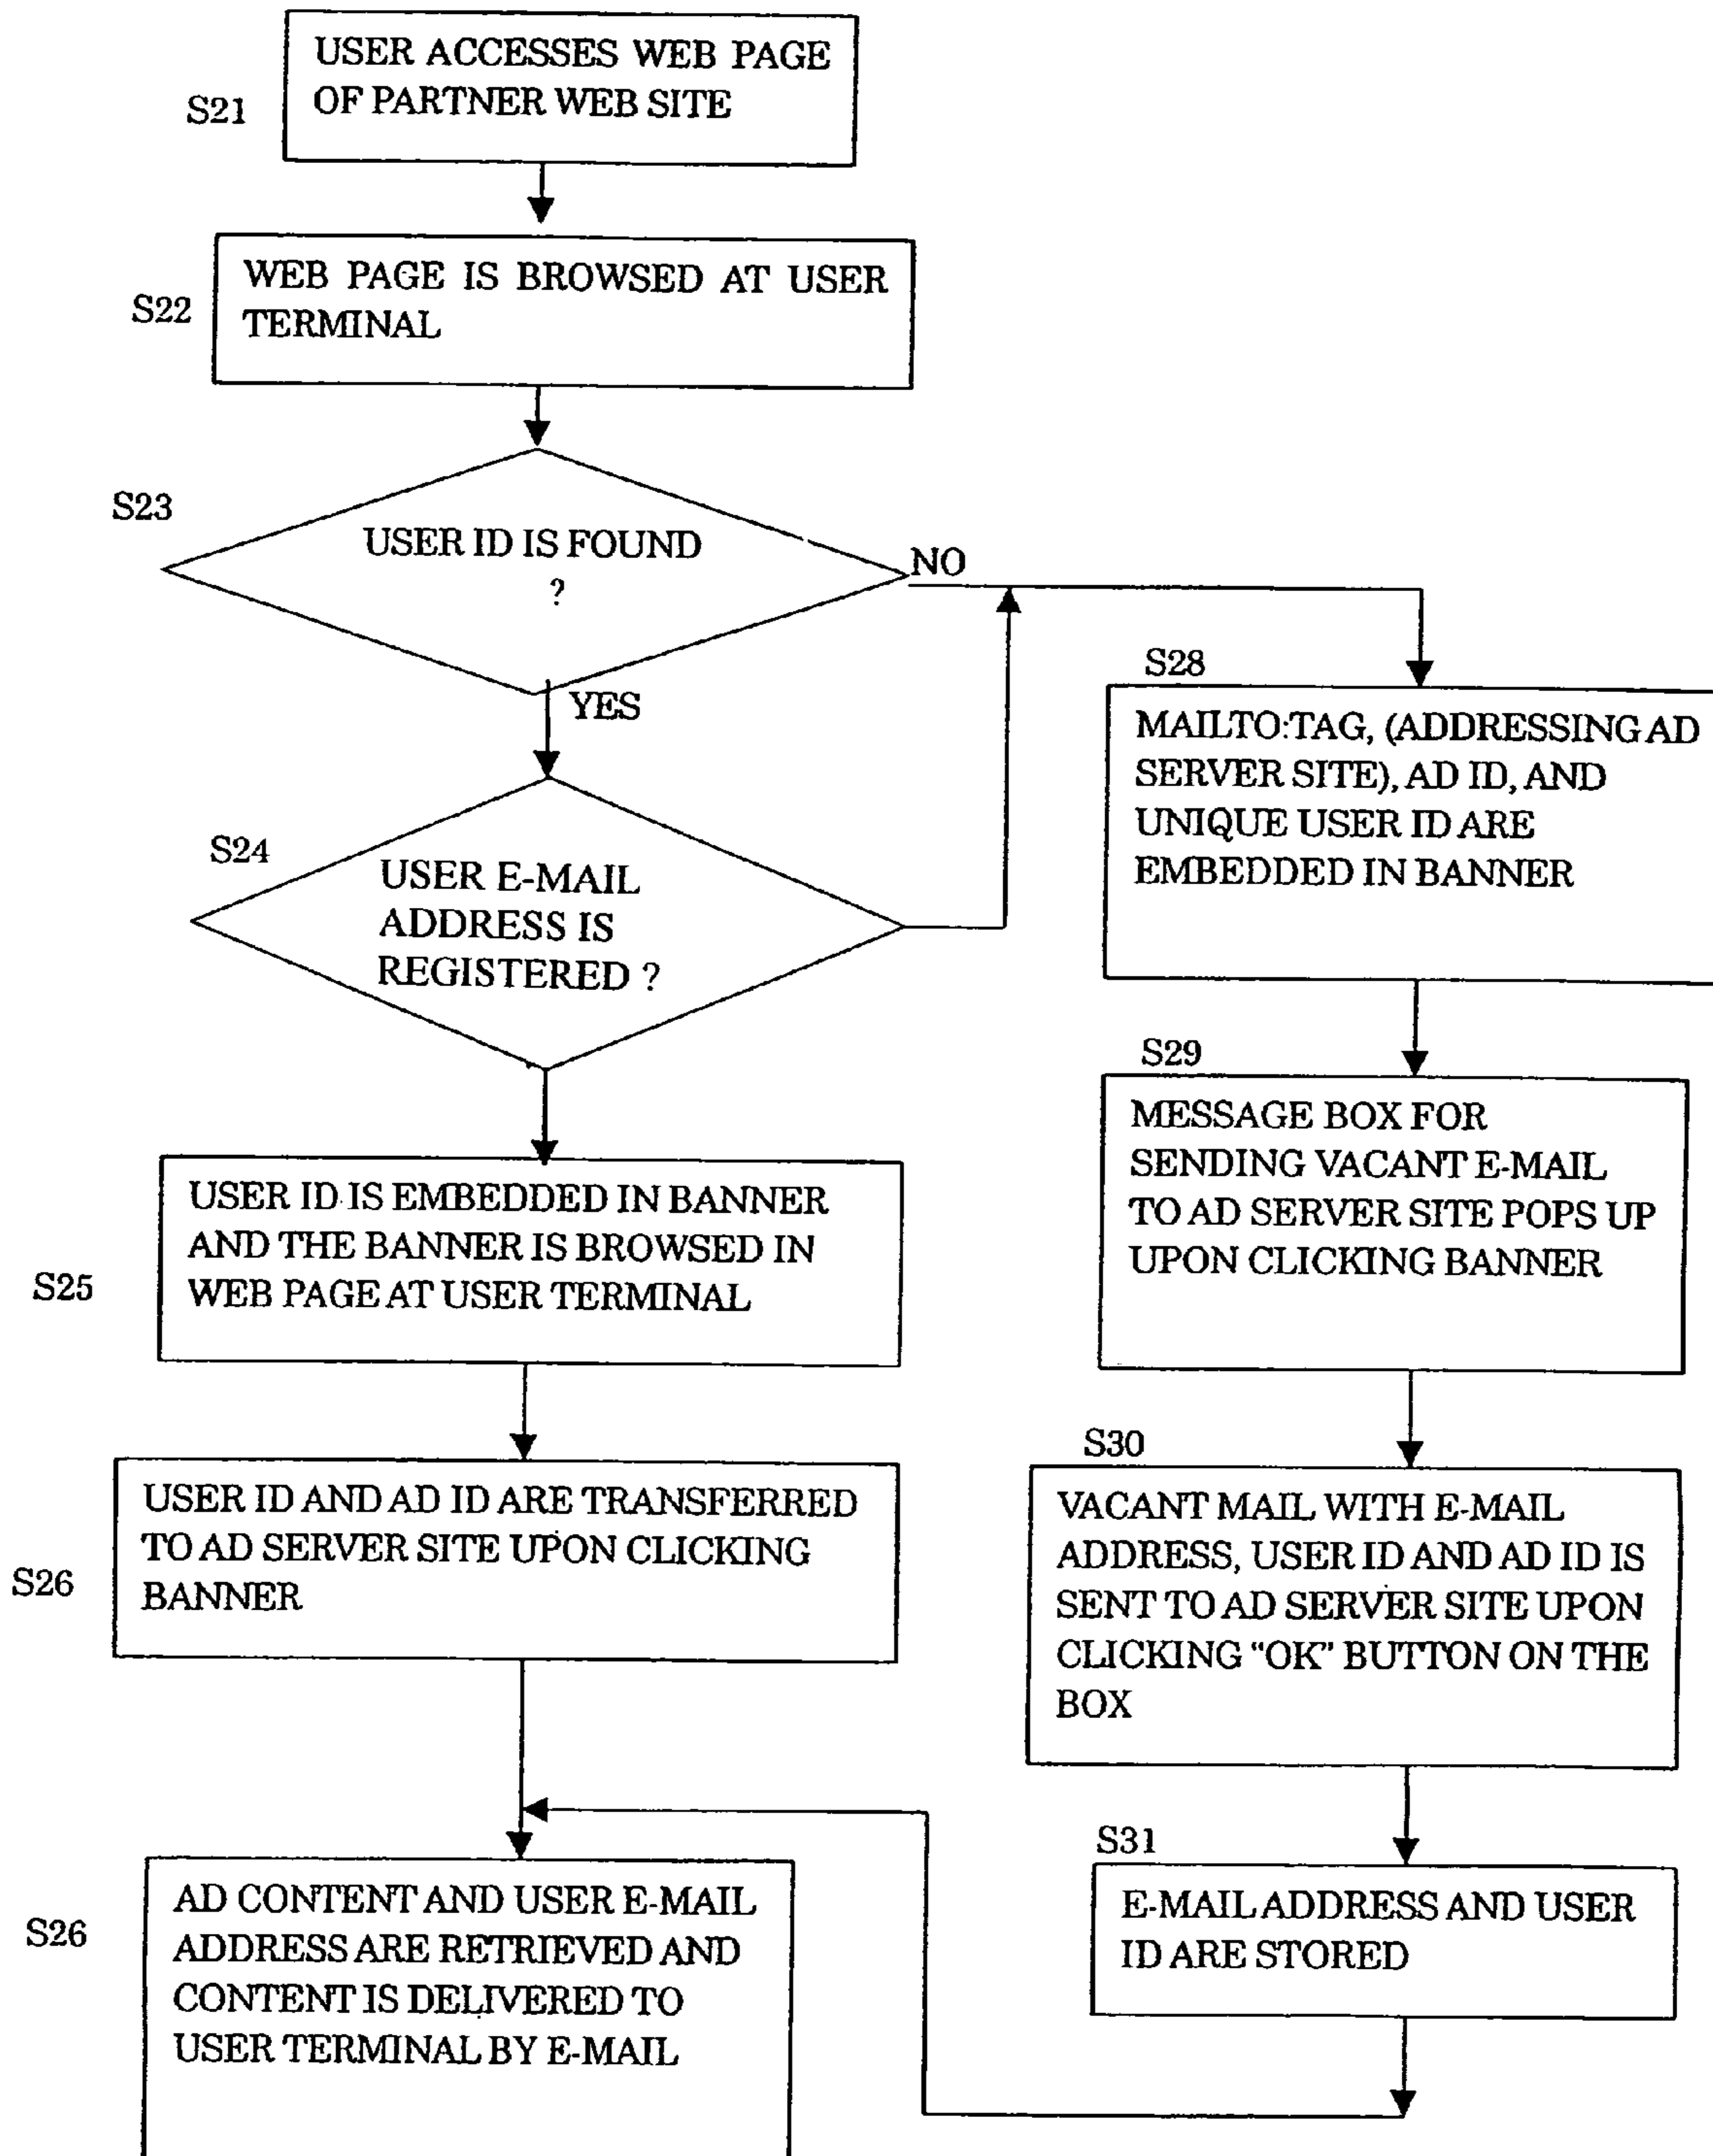 S21
USER ACCESSES WEB PAGE
OF PARTNER WEB SITE
S22
WEB PAGE IS BROWSED AT USER
TERMINAL
S23
USER ID IS FOUND
?
NO
YES
S24
USER E-MAIL
ADDRESS IS
REGISTERED ?
S25
USER ID IS EMBEDDED IN BANNER
AND THE BANNER IS BROWSED IN
WEB PAGE AT USER TERMINAL
S26
USER ID AND AD ID ARE TRANSFERRED
TO AD SERVER SITE UPON CLICKING
BANNER
S26
AD CONTENT AND USER E-MAIL
ADDRESS ARE RETRIEVED AND
CONTENT IS DELIVERED TO
USER TERMINAL BY E-MAIL
S28
MAILTO:TAG, (ADDRESSING AD
SERVER SITE), AD ID, AND
UNIQUE USER ID ARE
EMBEDDED IN BANNER
S29
MESSAGE BOX FOR
SENDING VACANT E-MAIL
TO AD SERVER SITE POPS UP
UPON CLICKING BANNER
S30
VACANT MAIL WITH E-MAIL
ADDRESS, USER ID AND AD ID IS
SENT TO AD SERVER SITE UPON
CLICKING “OK” BUTTON ON THE
BOX
S31
E-MAIL ADDRESS AND USER
ID ARE STORED